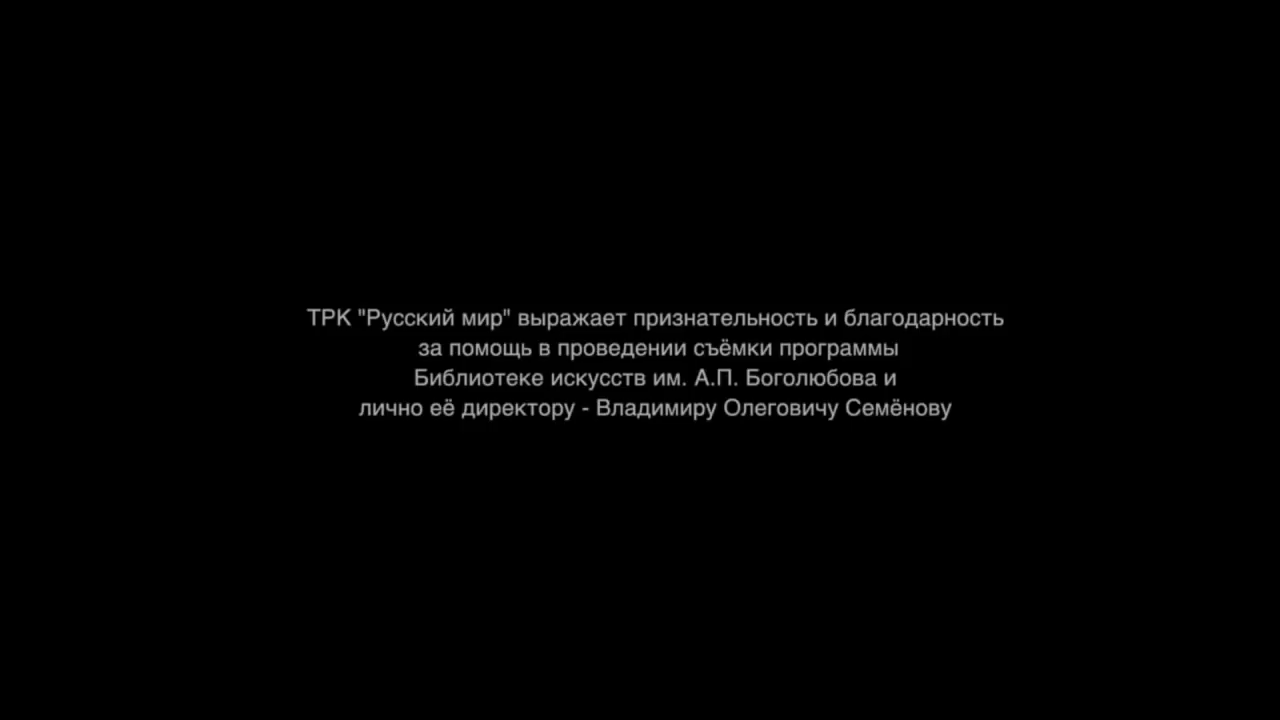 ТРК "Русский мир" выражает признательность и благодарность
за помощь в проведении съёмки программы
Библиотеке искусств им. А.П. Боголюбова и
лично её директору - Владимиру Олеговичу Семёнову